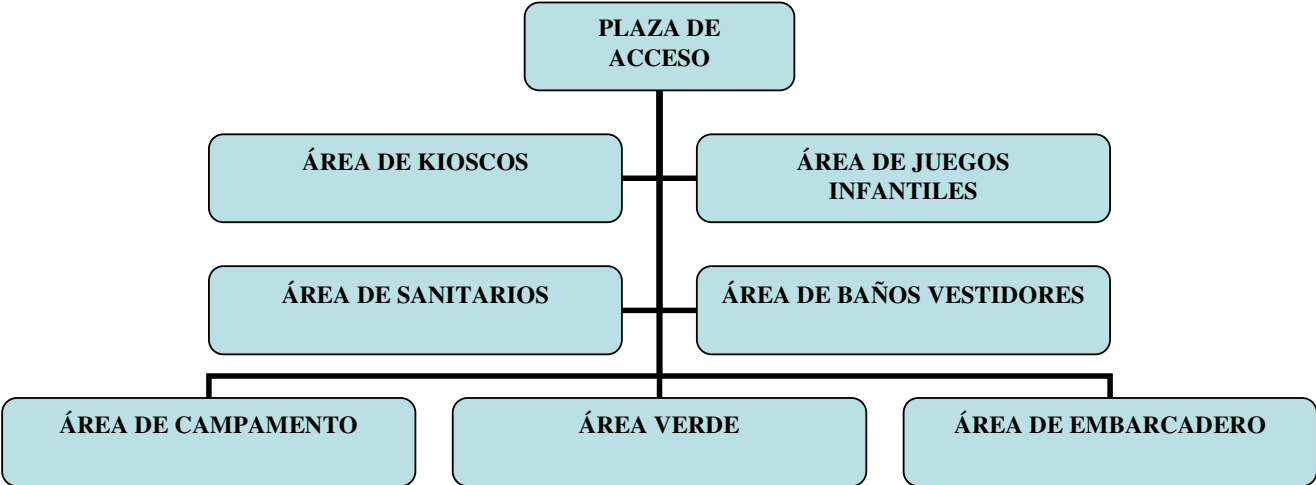 PLAZA DE
ACCESO
ÁREA DE KIOSCOS
ÁREA DE JUEGOS
INFANTILES
ÁREA DE SANITARIOS
ÁREA DE BAÑOS VESTIDORES
ÁREA DE CAMPAMENTO
ÁREA VERDE
ÁREA DE EMBARCADERO